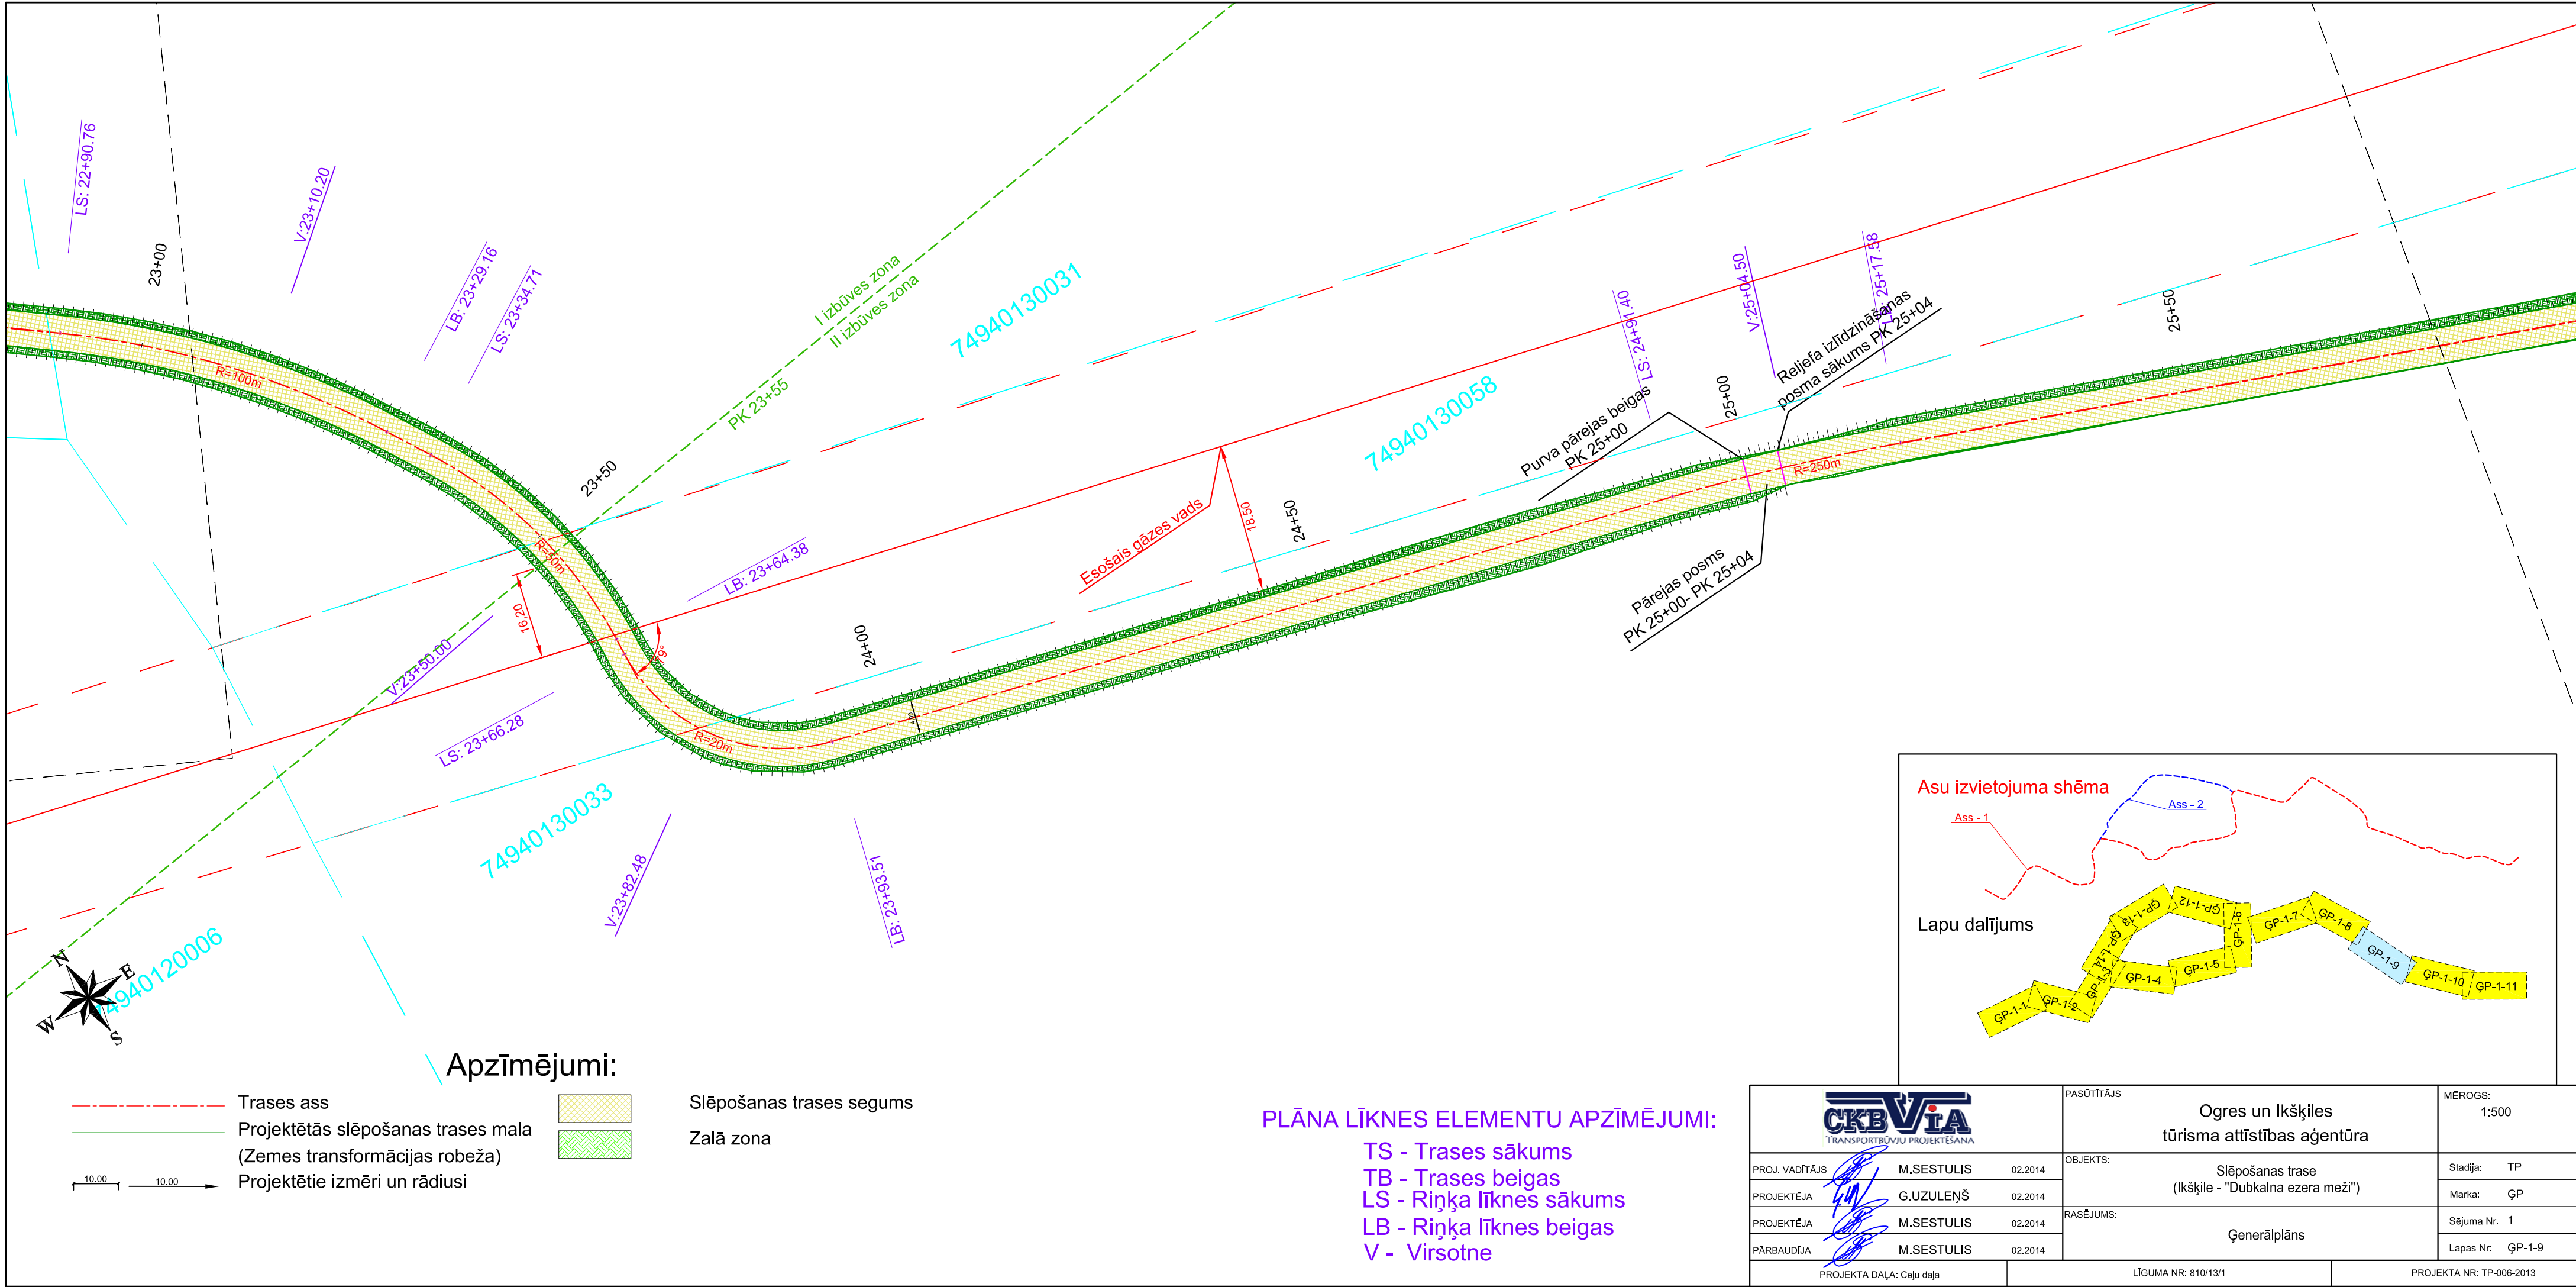 LS: 22+90.76
23+00
V:23+10.20
LB: 23+29.16
LS: 23+34.71
R=100m
I izbūves zona
II izbūves zona
PK 23+55
23+50
74940130031
74940130058
R=50m
16.20
V:23+50.00
LS: 23+66.28
LB: 23+64.38
79°
R=20m
24+00
Esošais gāzes vads
18.50
24+50
Purva pārejas beigas
PK 25+00
LS: 24+91.40
25+00
V:25+04.50
Reljefa izlīdzināšanas
posma sākums PK 25+04
25+17.58
R=250m
25+50
Pārejas posms
PK 25+00- PK 25+04
74940130033
V:23+82.48
LB: 23+93.51
74940120006
N
E
W
S
Asu izvietojuma shēma
Ass - 1
Ass - 2
Lapu dalījums
ĢP-1-1
ĢP-1-2
ĢP-1-3
ĢP-1-14
ĢP-1-13
ĢP-1-12
ĢP-1-4
ĢP-1-5
ĢP-1-6
ĢP-1-7
ĢP-1-8
ĢP-1-9
ĢP-1-10
ĢP-1-11
Apzīmējumi:
Trases ass
Projektētās slēpošanas trases mala
(Zemes transformācijas robeža)
10.00
10.00
Projektētie izmēri un rādiusi
Slēpošanas trases segums
Zalā zona
PLĀNA LĪKNES ELEMENTU APZĪMĒJUMI:
TS - Trases sākums
TB - Trases beigas
LS - Riņķa līknes sākums
LB - Riņķa līknes beigas
V - Virsotne
CKB VIA
TRANSPORTBŪVJU PROJEKTĒŠANA
PASŪTĪTĀJS
Ogres un Ikšķiles
tūrisma attīstības aģentūra
MĒROGS:
1:500
PROJ. VADĪTĀJS M.SESTULIS 02.2014
PROJEKTĒJA G.UZULEŅŠ 02.2014
PROJEKTĒJA M.SESTULIS 02.2014
PĀRBAUDĪJA M.SESTULIS 02.2014
OBJEKTS:
Slēpošanas trase
(Ikšķile - "Dubkalna ezera meži")
RASĒJUMS:
Ģenerālplāns
Stadija: TP
Marka: ĢP
Sējuma Nr. 1
Lapas Nr: ĢP-1-9
PROJEKTA DAĻA: Ceļu daļa
LĪGUMA NR: 810/13/1
PROJEKTA NR: TP-006-2013